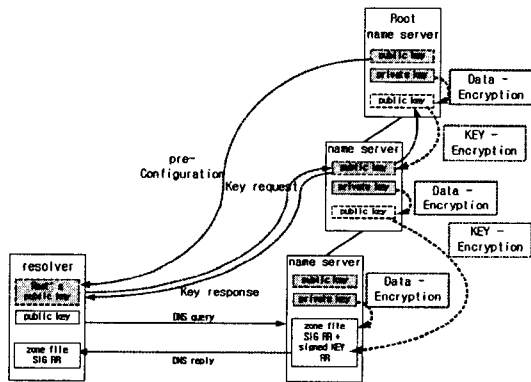 Root
name server
public key
private key
public key
Data -
Encryption
KEY -
Encryption
name server
public key
private key
public key
Data -
Encryption
KEY -
Encryption
pre-
Configuration
Key request
name server
public key
private key
Data -
Encryption
zone file
SIG RR +
signed KEY
RR
resolver
Root's
public key
public key
zone file
SIG RR
Key response
DNS query
DNS reply